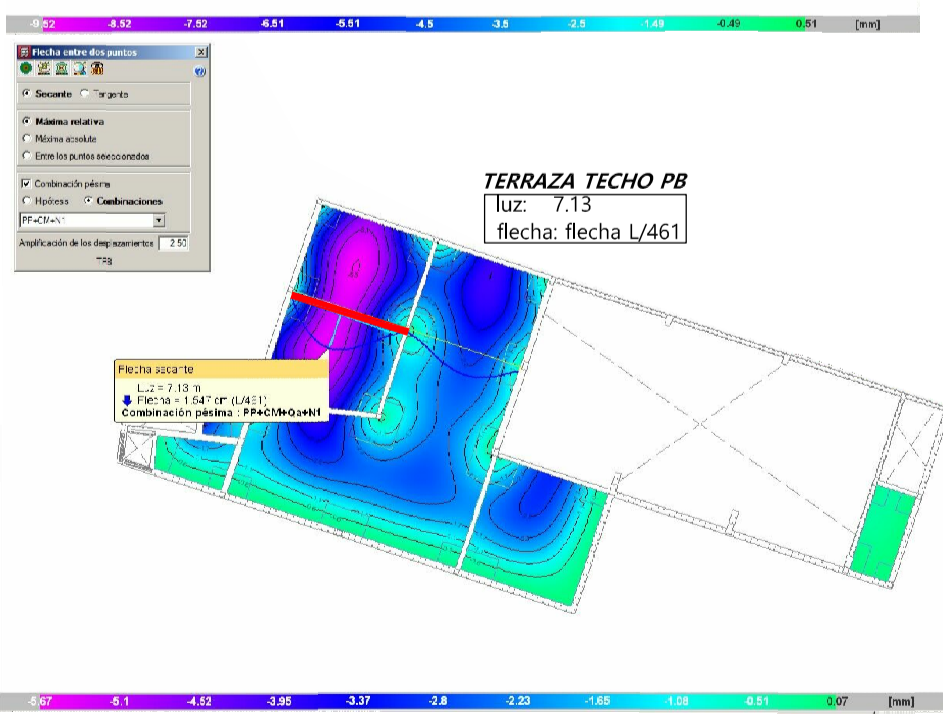 -9.52 -8.52 -7.52 -6.51 -5.51 -4.5 -3.5 -2.5 -1.49 -0.49 0.51 [mm]
Flecha entre dos puntos
Secante Tangente
Máxima relativa
Máxima absoluta
Entre los puntos seleccionados
Combinación pésima
Hipótesis Combinaciones
PP+CM+N1
Amplificación de los desplazamientos 2.50
TERRAZA TECHO PB
luz: 7.13
flecha: flecha L/461
Flecha secante
Luz = 7.13 m
Flecha = 1.547 cm (L/461)
Combinación pésima : PP+CM+Qa+N1
-5.67 -5.1 -4.52 -3.95 -3.37 -2.8 -2.23 -1.65 -1.08 -0.51 0.07 [mm]